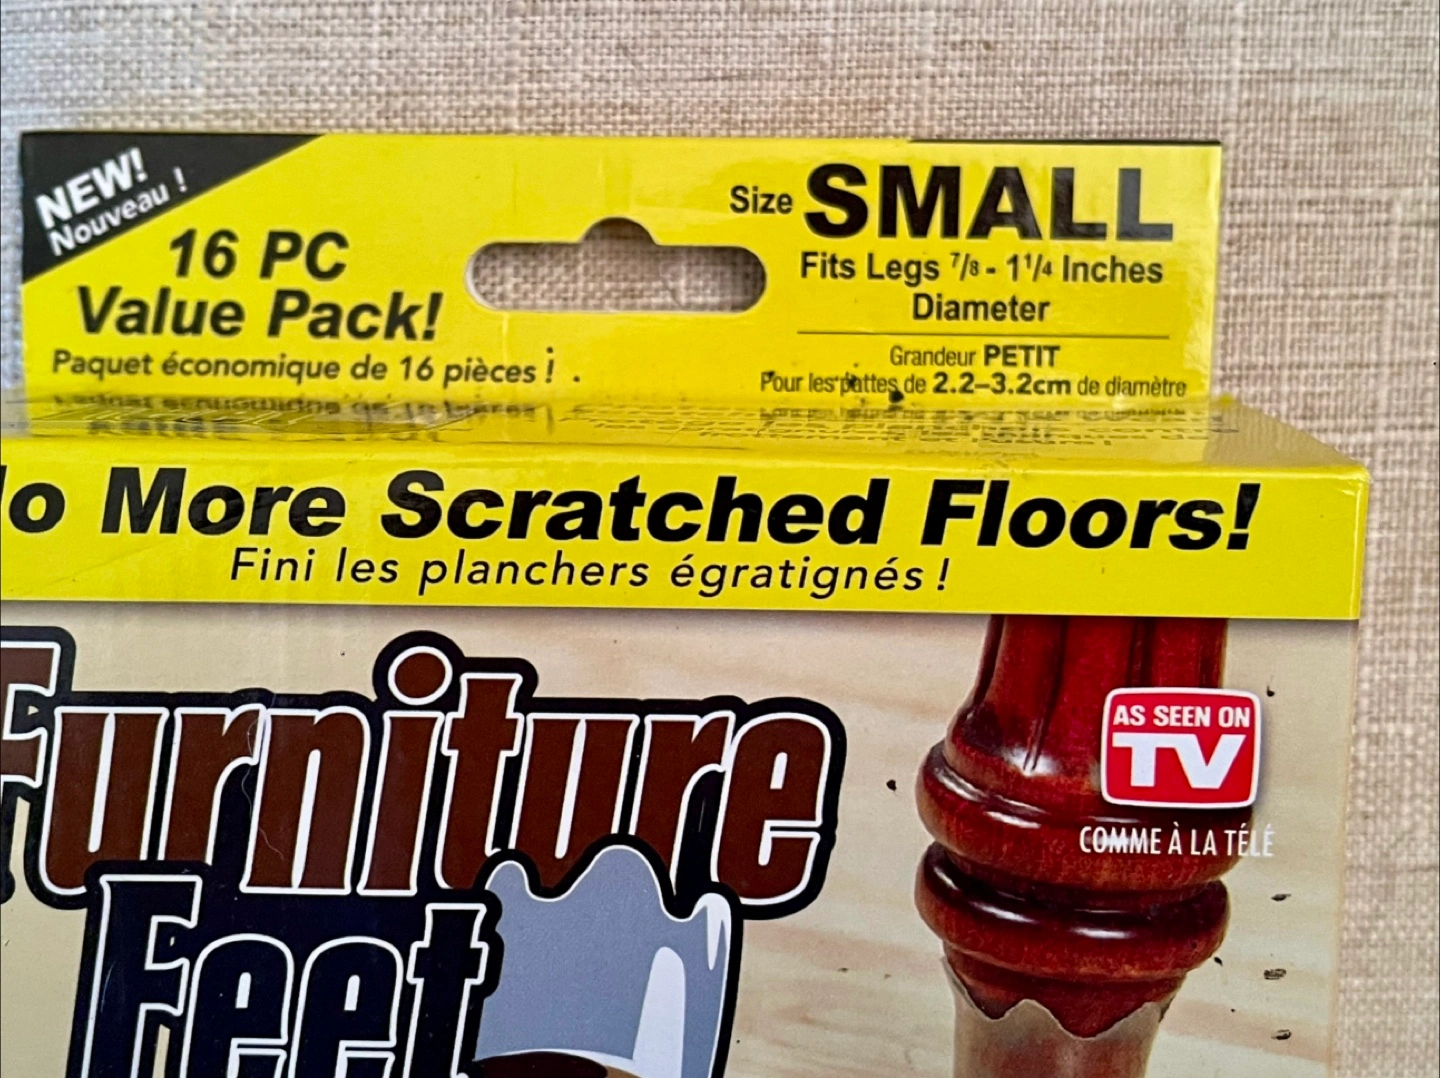 NEW!
Nouveau !
16 PC
Value Pack!
Paquet économique de 16 pièces !
Size SMALL
Fits Legs 7/8 - 1 1/4 Inches
Diameter
Grandeur PETIT
Pour les pattes de 2.2–3.2cm de diamètre
More Scratched Floors!
Fini les planchers égratignés !
Furniture
Feet
AS SEEN ON
TV
COMME À LA TÉLÉ